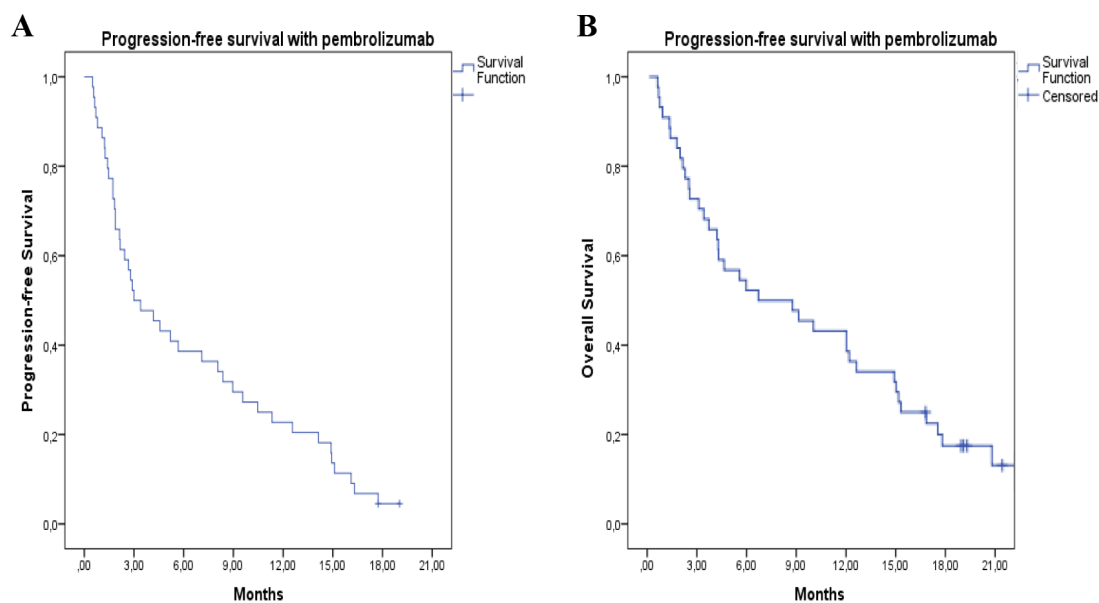 A
Progression-free survival with pembrolizumab
Survival
Function
1,0
0,8
0,6
0,4
0,2
0,0
Progression-free Survival
,00 3,00 6,00 9,00 12,00 15,00 18,00 21,00
Months
B
Progression-free survival with pembrolizumab
Survival
Function
Censored
1,0
0,8
0,6
0,4
0,2
0,0
Overall Survival
,00 3,00 6,00 9,00 12,00 15,00 18,00 21,00
Months